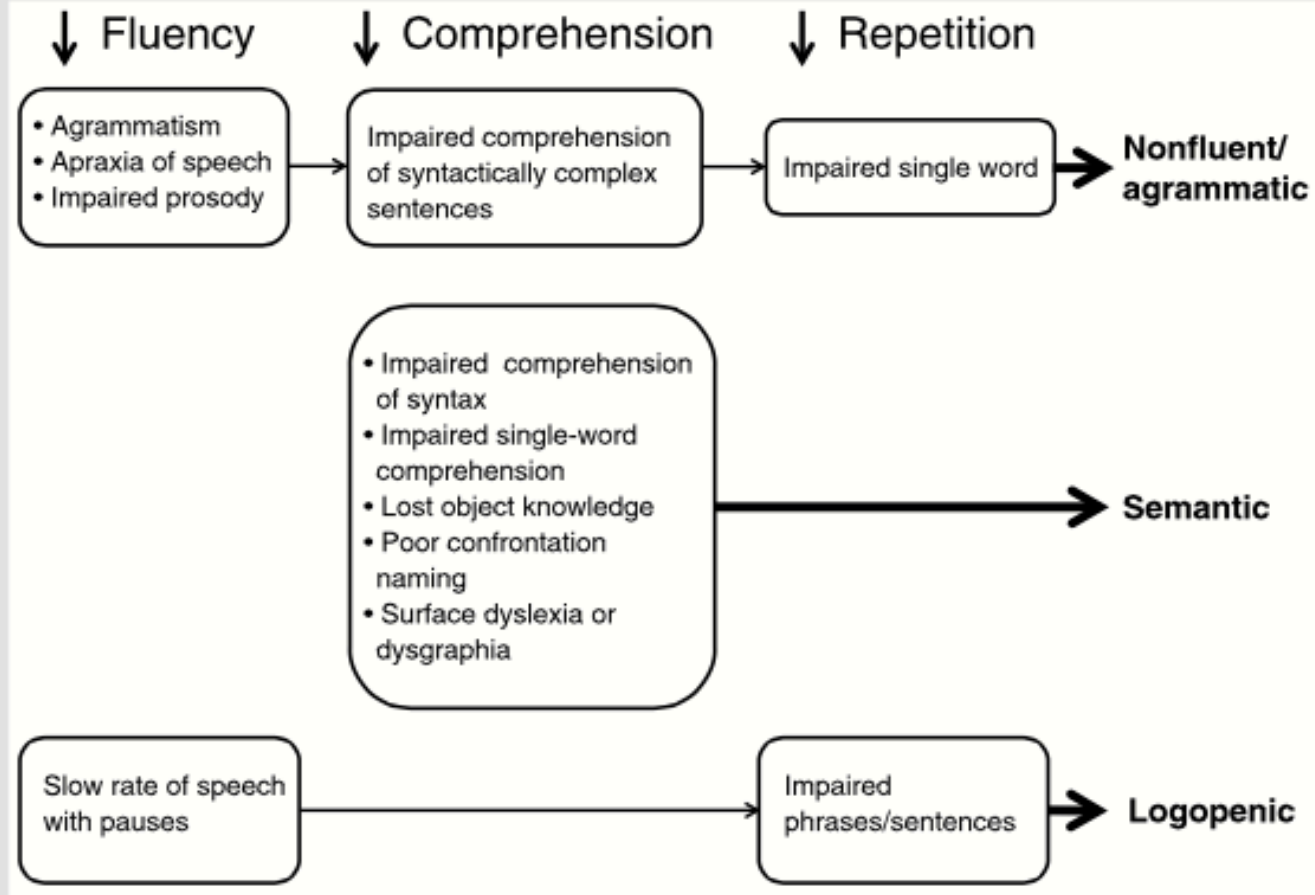 Fluency
Comprehension
Repetition
• Agrammatism
• Apraxia of speech
• Impaired prosody
Impaired comprehension
of syntactically complex
sentences
Impaired single word
Nonfluent/
agrammatic
• Impaired comprehension
of syntax
• Impaired single-word
comprehension
• Lost object knowledge
• Poor confrontation
naming
• Surface dyslexia or
dysgraphia
Semantic
Slow rate of speech
with pauses
Impaired
phrases/sentences
Logopenic